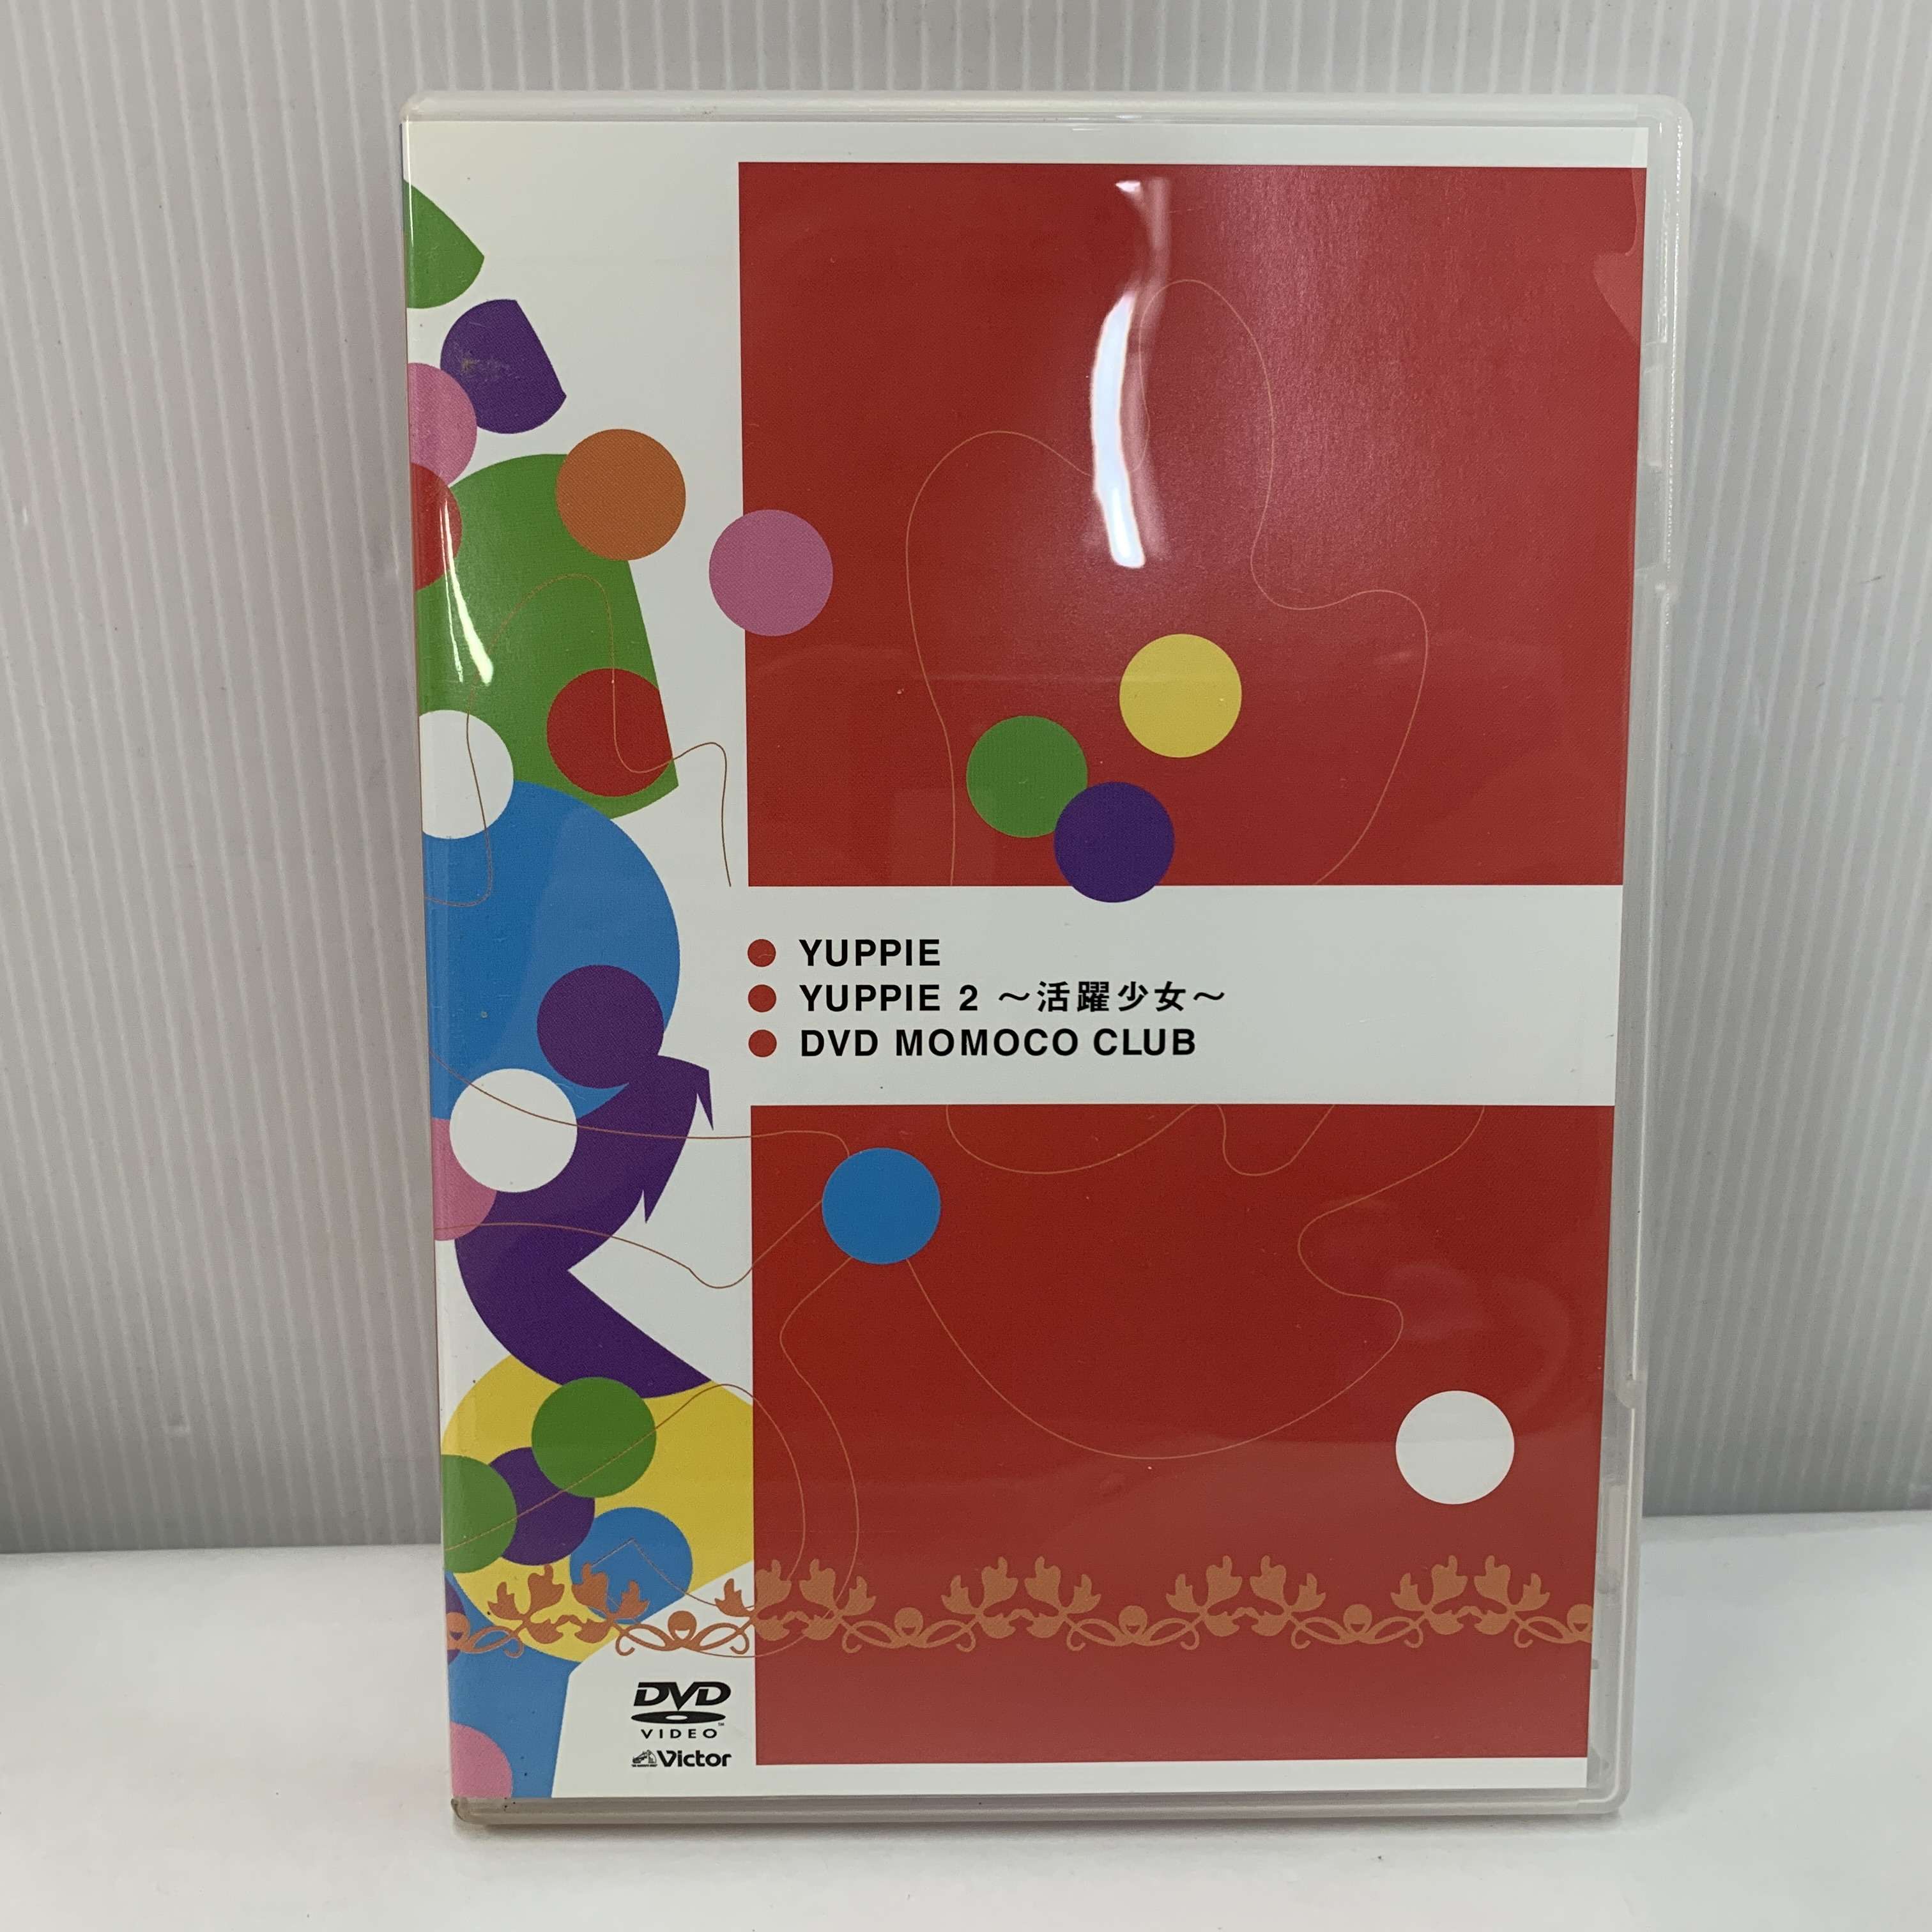 YUPPIE
YUPPIE 2 ～活躍少女～
DVD MOMOCO CLUB
DVD
VIDEO
Victor